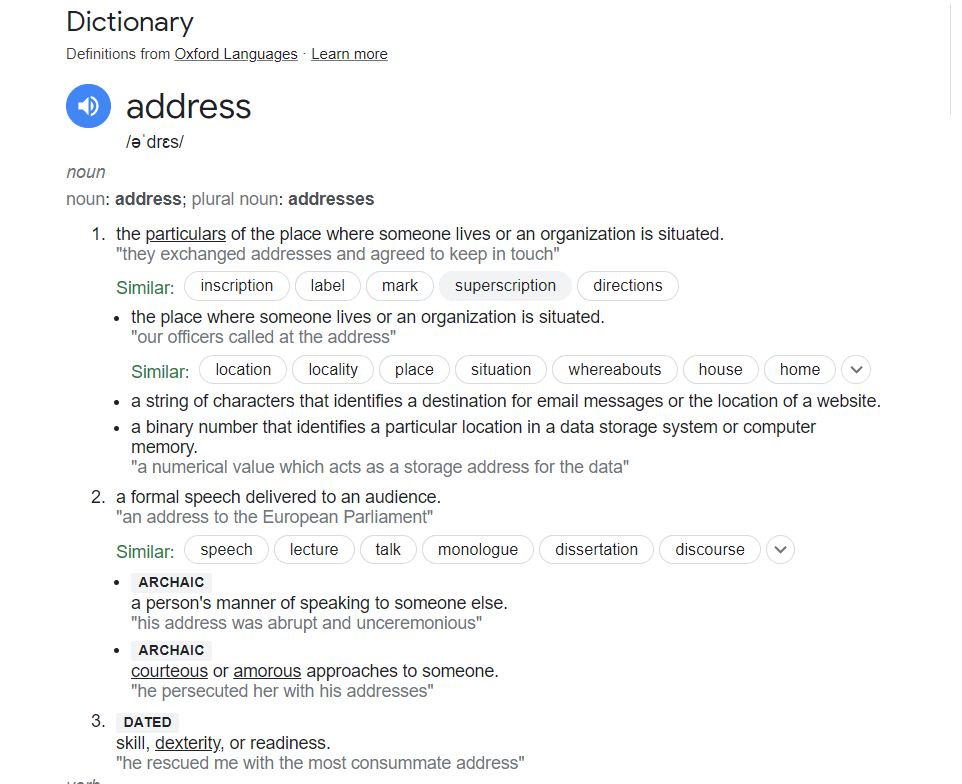 Dictionary
Definitions from Oxford Languages · Learn more
address
/əˈdrɛs/
noun
noun: address; plural noun: addresses
1. the particulars of the place where someone lives or an organization is situated.
"they exchanged addresses and agreed to keep in touch"
Similar: inscription label mark superscription directions
• the place where someone lives or an organization is situated.
"our officers called at the address"
Similar: location locality place situation whereabouts house home
• a string of characters that identifies a destination for email messages or the location of a website.
• a binary number that identifies a particular location in a data storage system or computer
memory.
"a numerical value which acts as a storage address for the data"
2. a formal speech delivered to an audience.
"an address to the European Parliament"
Similar: speech lecture talk monologue dissertation discourse
• ARCHAIC
a person's manner of speaking to someone else.
"his address was abrupt and unceremonious"
• ARCHAIC
courteous or amorous approaches to someone.
"he persecuted her with his addresses"
3. DATED
skill, dexterity, or readiness.
"he rescued me with the most consummate address"